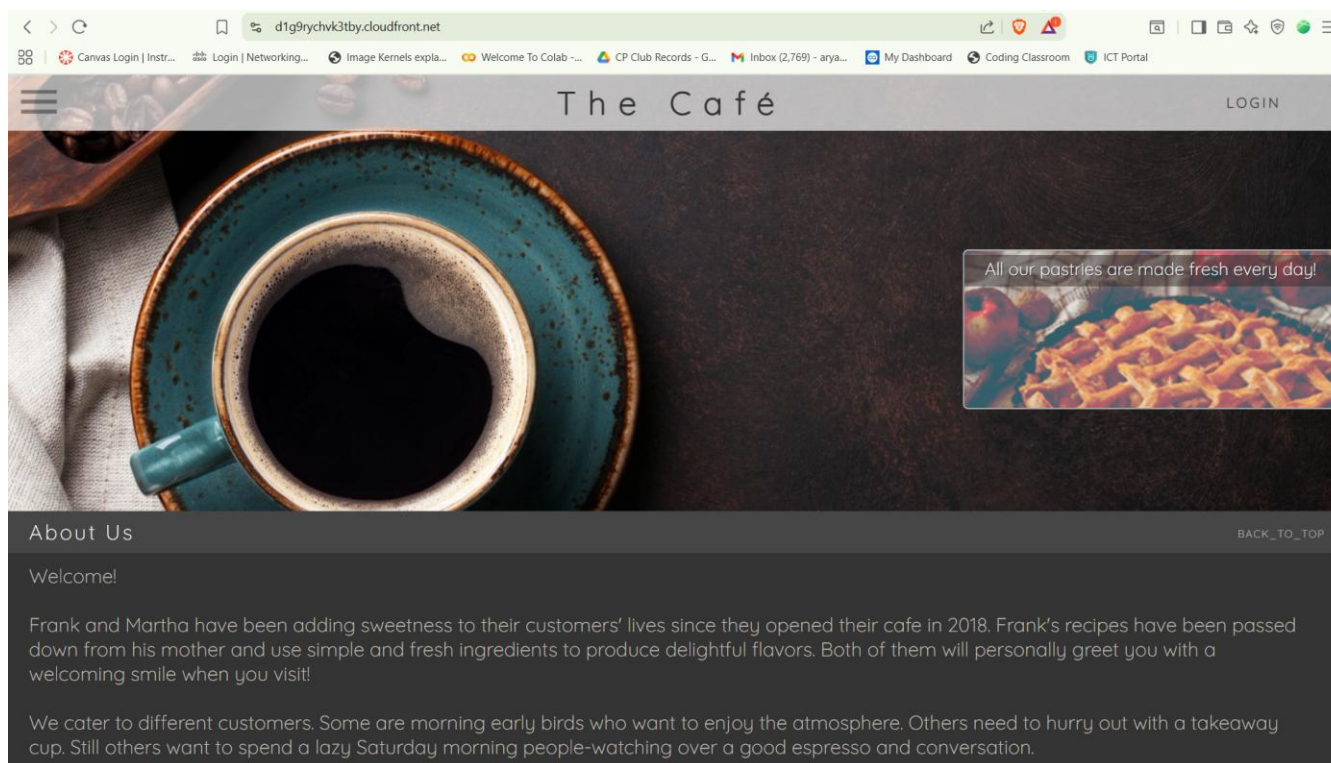 d1g9rychvk3tby.cloudfront.net
Canvas Login | Instr...
Login | Networking...
Image Kernels expla...
Welcome To Colab -...
CP Club Records - G...
Inbox (2,769) - arya...
My Dashboard
Coding Classroom
ICT Portal
The Café
LOGIN
All our pastries are made fresh every day!
About Us
BACK_TO_TOP
Welcome!
Frank and Martha have been adding sweetness to their customers' lives since they opened their cafe in 2018. Frank's recipes have been passed
down from his mother and use simple and fresh ingredients to produce delightful flavors. Both of them will personally greet you with a
welcoming smile when you visit!
We cater to different customers. Some are morning early birds who want to enjoy the atmosphere. Others need to hurry out with a takeaway
cup. Still others want to spend a lazy Saturday morning people-watching over a good espresso and conversation.